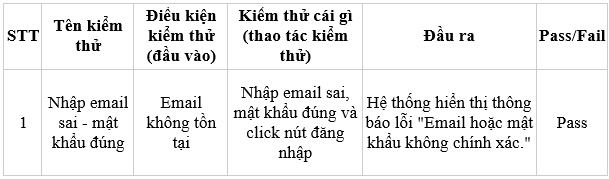 STT
Tên kiểm
thử
Điều kiện
kiểm thử
(đầu vào)
Kiểm thử cái gì
(thao tác kiểm
thử)
Đầu ra
Pass/Fail
1
Nhập email
sai - mật
khẩu đúng
Email
không tồn
tại
Nhập email sai,
mật khẩu đúng và
click nút đăng
nhập
Hệ thống hiển thị thông
báo lỗi "Email hoặc mật
khẩu không chính xác."
Pass